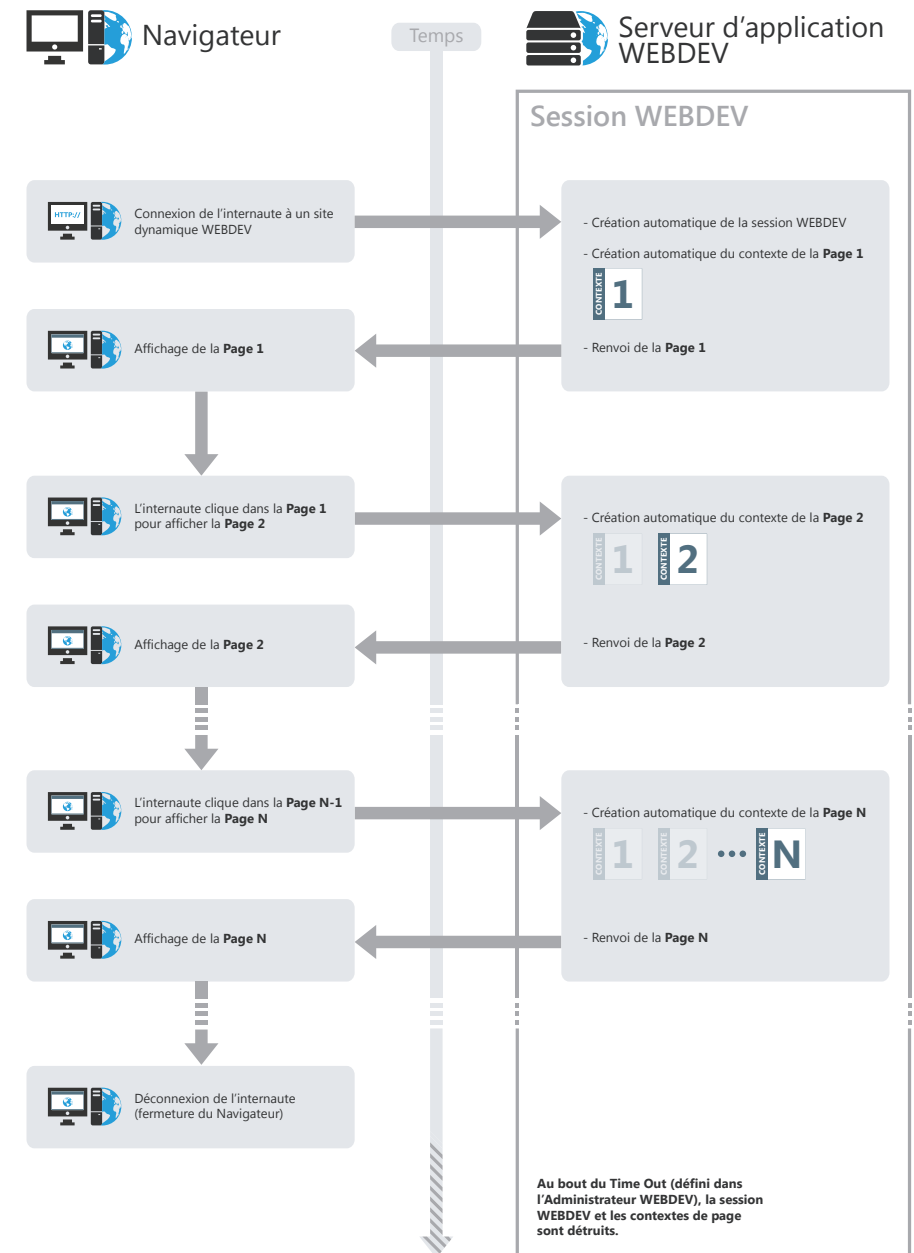 Navigateur
Temps
Serveur d'application
WEBDEV
Session WEBDEV
HTTP://
Connexion de l'internaute à un site
dynamique WEBDEV
- Création automatique de la session WEBDEV
- Création automatique du contexte de la Page 1
CONTEXTE 1
Affichage de la Page 1
- Renvoi de la Page 1
L'internaute clique dans la Page 1
pour afficher la Page 2
- Création automatique du contexte de la Page 2
CONTEXTE 1 CONTEXTE 2
Affichage de la Page 2
- Renvoi de la Page 2
L'internaute clique dans la Page N-1
pour afficher la Page N
- Création automatique du contexte de la Page N
CONTEXTE 1 CONTEXTE 2 ... CONTEXTE N
Affichage de la Page N
- Renvoi de la Page N
Déconnexion de l'internaute
(fermeture du Navigateur)
Au bout du Time Out (défini dans
l'Administrateur WEBDEV), la session
WEBDEV et les contextes de page
sont détruits.